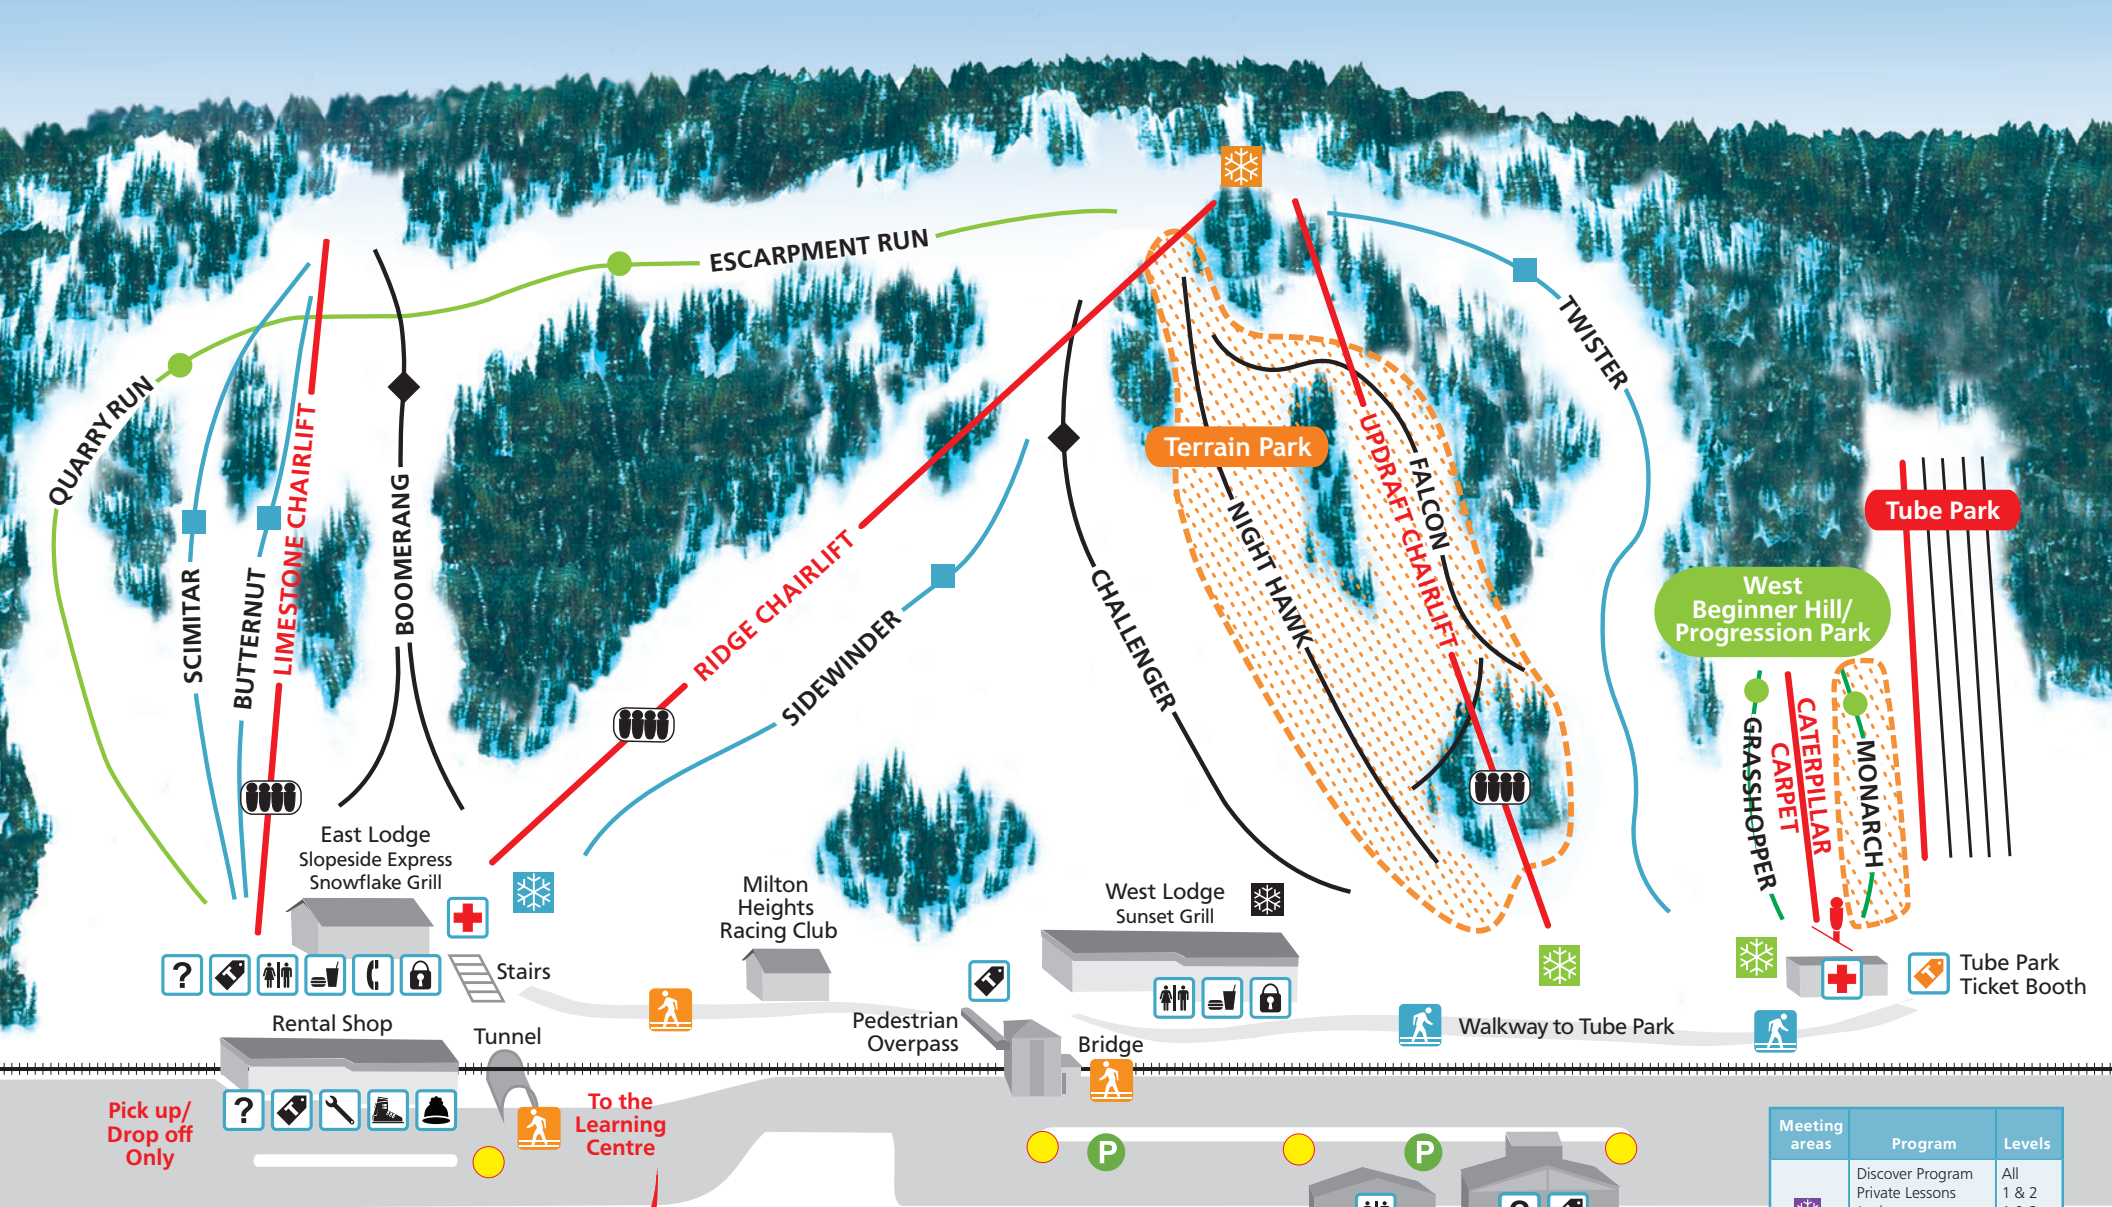 ESCARPMENT RUN
TWISTER
QUARRY RUN
SCIMITAR
BUTTERNUT
LIMESTONE CHAIRLIFT
BOOMERANG
RIDGE CHAIRLIFT
SIDEWINDER
CHALLENGER
Terrain Park
NIGHT HAWK
UPDRAFT CHAIRLIFT
FALCON
Tube Park
West
Beginner Hill/
Progression Park
GRASSHOPPER
CATERPILLAR
CARPET
MONARCH
East Lodge
Slopeside Express
Snowflake Grill
Milton
Heights
Racing Club
West Lodge
Sunset Grill
?
T
Stairs
T
Tube Park
Ticket Booth
T
Rental Shop
Tunnel
Pedestrian
Overpass
Bridge
Walkway to Tube Park
Pick up/
Drop off
Only
?
T
To the
Learning
Centre
P
P
Meeting
areas
Program
Levels
Discover Program
All
Private Lessons
1 & 2